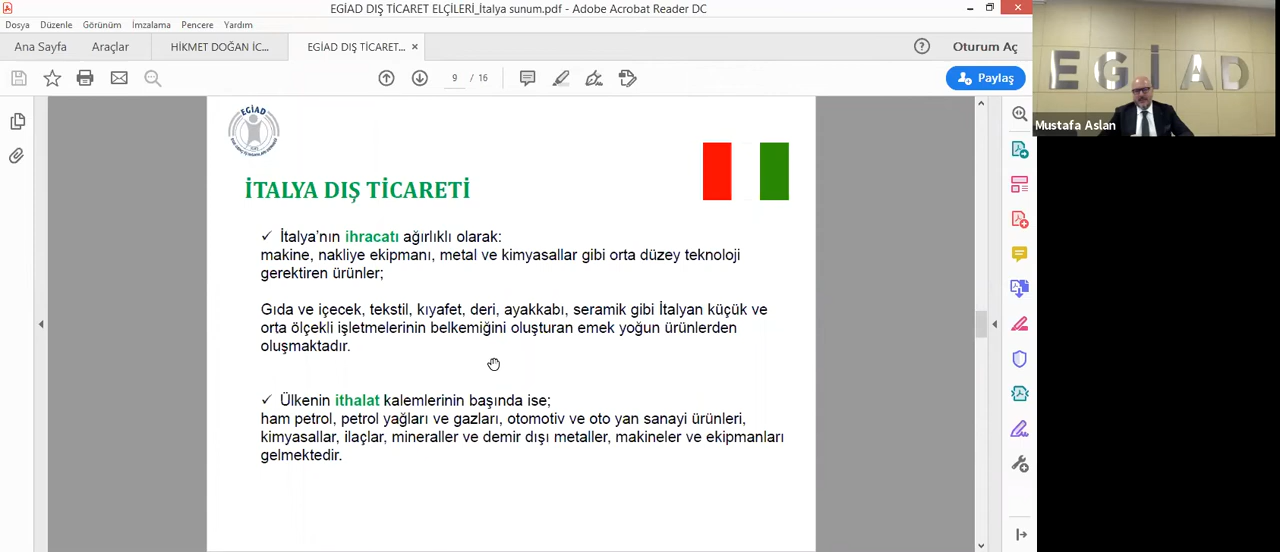 EGİAD DIŞ TİCARET ELÇİLERİ_İtalya sunum.pdf - Adobe Acrobat Reader DC
Dosya Düzenle Görünüm İmzalama Pencere Yardım
Ana Sayfa Araçlar HİKMET DOĞAN İC... EGİAD DIŞ TİCARET... × Oturum Aç
9 / 16 Paylaş
EGİAD
Mustafa Aslan
EGİAD
İTALYA DIŞ TİCARETİ
✓ İtalya'nın ihracatı ağırlıklı olarak:
makine, nakliye ekipmanı, metal ve kimyasallar gibi orta düzey teknoloji
gerektiren ürünler;
Gıda ve içecek, tekstil, kıyafet, deri, ayakkabı, seramik gibi İtalyan küçük ve
orta ölçekli işletmelerinin belkemiğini oluşturan emek yoğun ürünlerden
oluşmaktadır.
✓ Ülkenin ithalat kalemlerinin başında ise;
ham petrol, petrol yağları ve gazları, otomotiv ve oto yan sanayi ürünleri,
kimyasallar, ilaçlar, mineraller ve demir dışı metaller, makineler ve ekipmanları
gelmektedir.